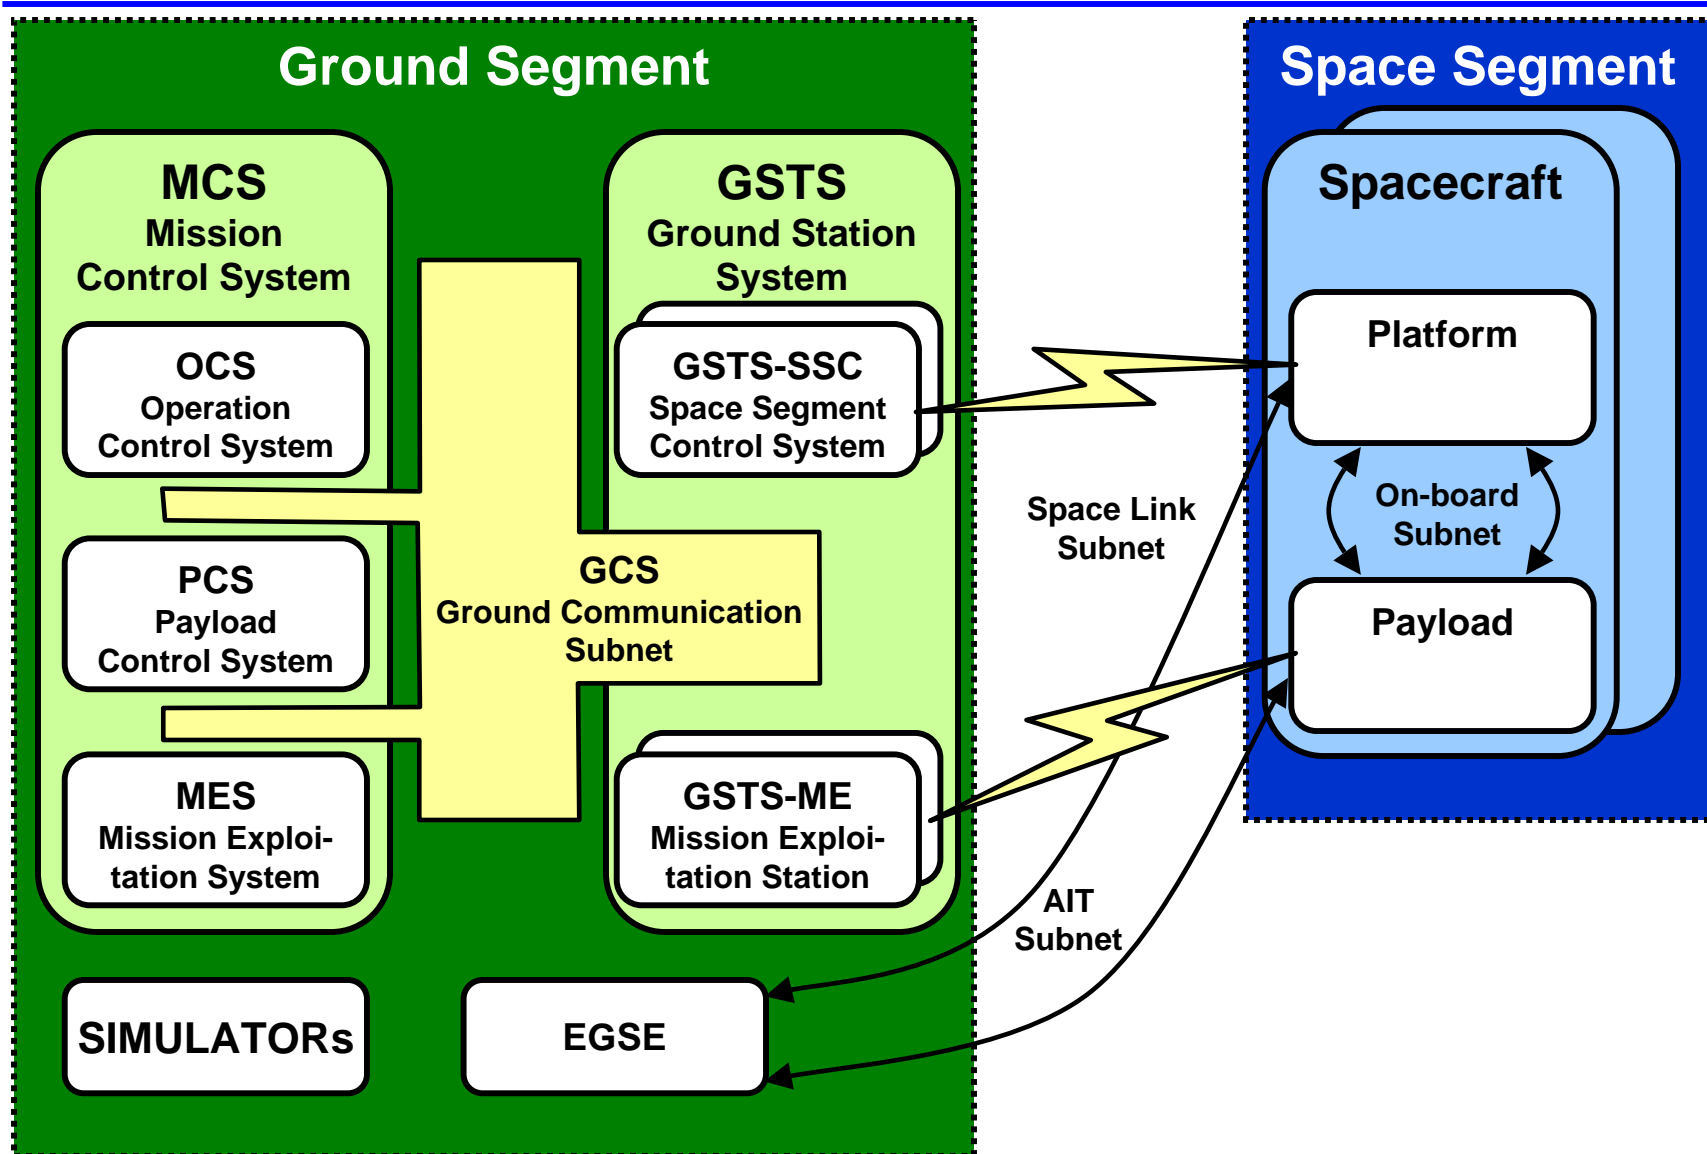 Ground Segment
MCS
Mission
Control System
OCS
Operation
Control System
PCS
Payload
Control System
MES
Mission Exploi-
tation System
GCS
Ground Communication
Subnet
GSTS
Ground Station
System
GSTS-SSC
Space Segment
Control System
GSTS-ME
Mission Exploi-
tation Station
SIMULATORs
EGSE
Space Link
Subnet
AIT
Subnet
Space Segment
Spacecraft
Platform
On-board
Subnet
Payload